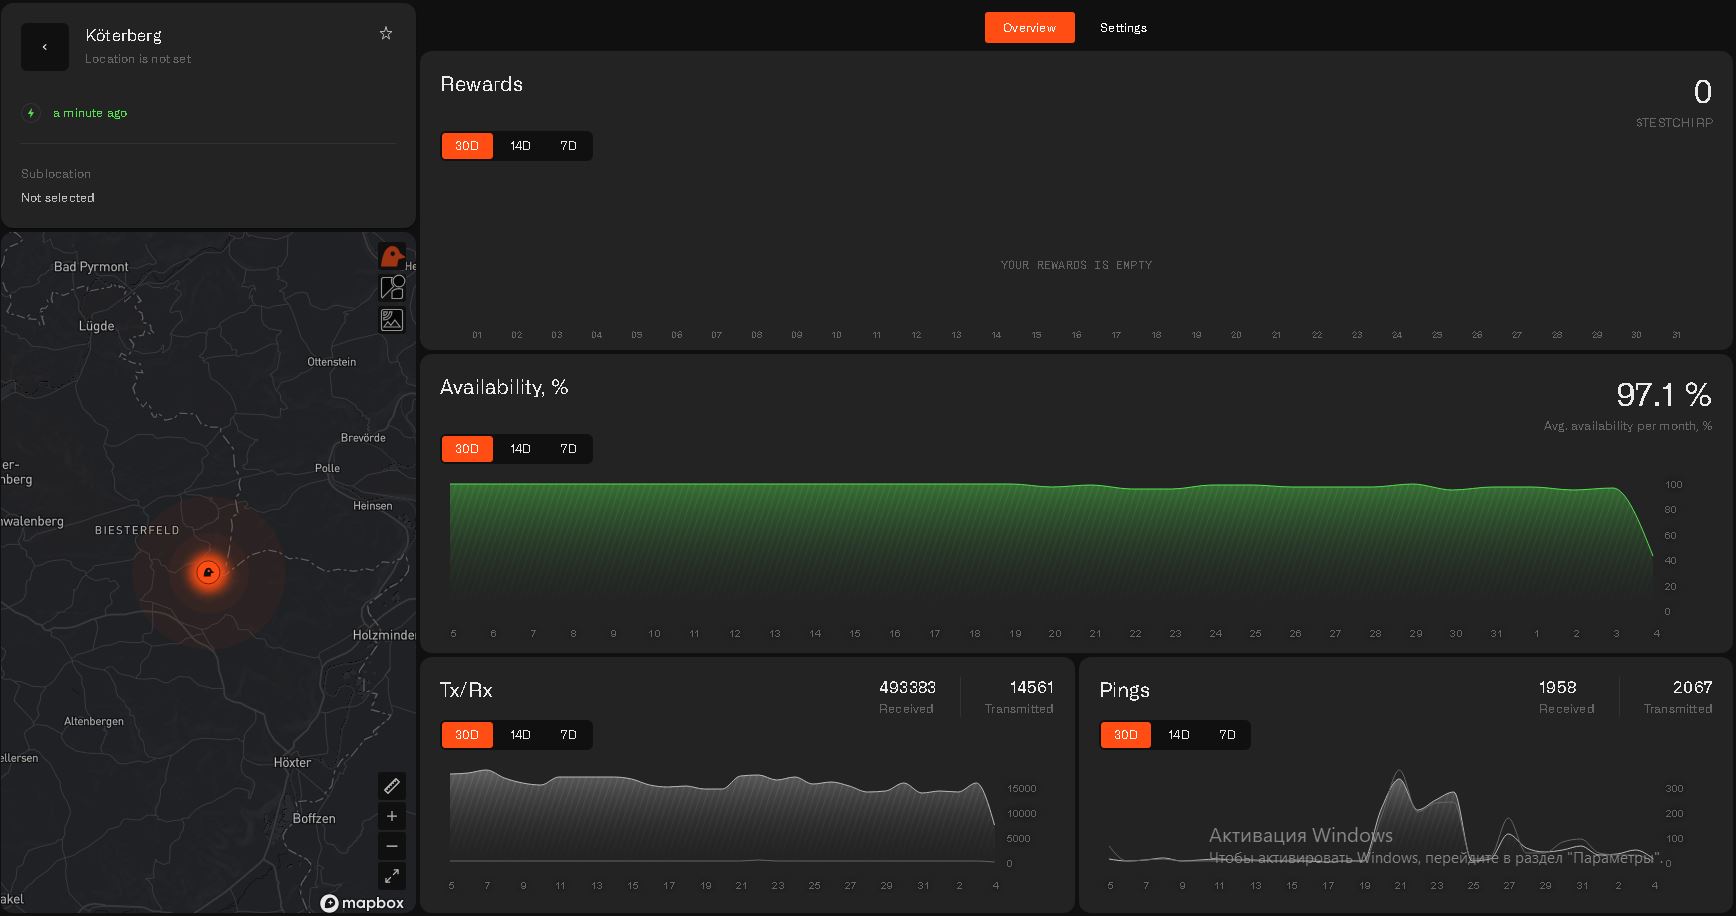 Köterberg
Location is not set
a minute ago
Sublocation
Not selected
Bad Pyrmont
He
Lügde
Ottenstein
Brevörde
Polle
er-
nberg
Heinsen
walenberg
BIESTERFELD
Holzminde
Altenbergen
ellersen
Höxter
Boffzen
akel
mapbox
Overview Settings
Rewards
0
$TESTCHIRP
30D 14D 7D
YOUR REWARDS IS EMPTY
01 02 03 04 05 06 07 08 09 10 11 12 13 14 15 16 17 18 19 20 21 22 23 24 25 26 27 28 29 30 31
Availability, %
97.1 %
Avg. availability per month, %
30D 14D 7D
100
80
60
40
20
0
5 6 7 8 9 10 11 12 13 14 15 16 17 18 19 20 21 22 23 24 25 26 27 28 29 30 31 1 2 3 4
Tx/Rx
493383 14561
Received Transmitted
30D 14D 7D
15000
10000
5000
0
5 7 9 11 13 15 17 19 21 23 25 27 29 31 2 4
Pings
1958 2067
Received Transmitted
30D 14D 7D
300
200
100
0
5 7 9 11 13 15 17 19 21 23 25 27 29 31 2 4
Активация Windows
Чтобы активировать Windows, перейдите в раздел "Параметры".